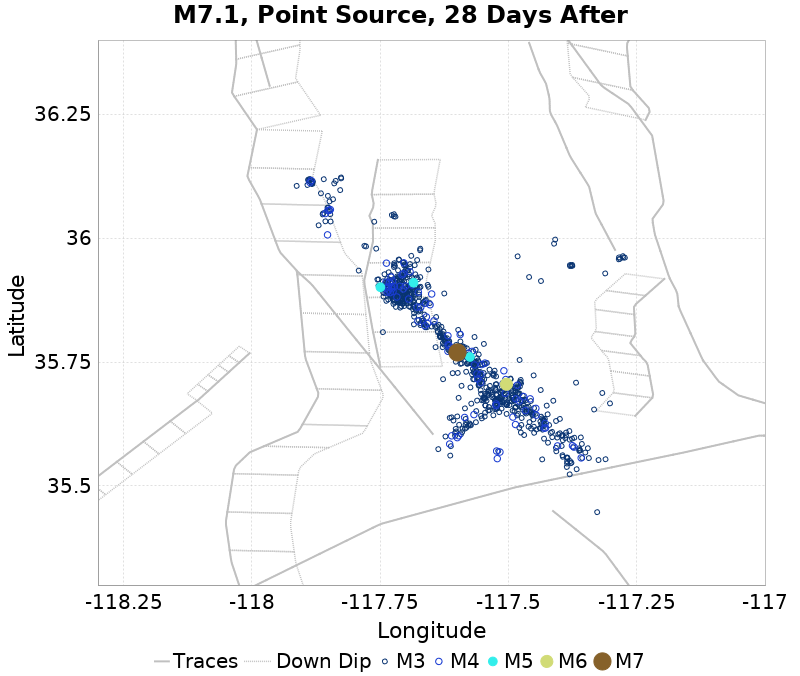 M7.1, Point Source, 28 Days After
36.25
36
35.75
35.5
Latitude
-118.25 -118 -117.75 -117.5 -117.25 -117
Longitude
Traces Down Dip M3 M4 M5 M6 M7